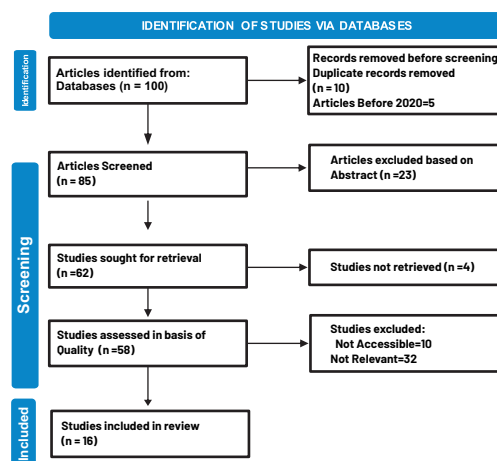 IDENTIFICATION OF STUDIES VIA DATABASES
Identification
Articles identified from:
Databases (n = 100)
Records removed before screening
Duplicate records removed
(n = 10)
Articles Before 2020=5
Screening
Articles Screened
(n = 85)
Articles excluded based on
Abstract (n =23)
Studies sought for retrieval
(n =62)
Studies not retrieved (n =4)
Studies assessed in basis of
Quality (n =58)
Studies excluded:
Not Accessible=10
Not Relevant=32
Included
Studies included in review
(n = 16)